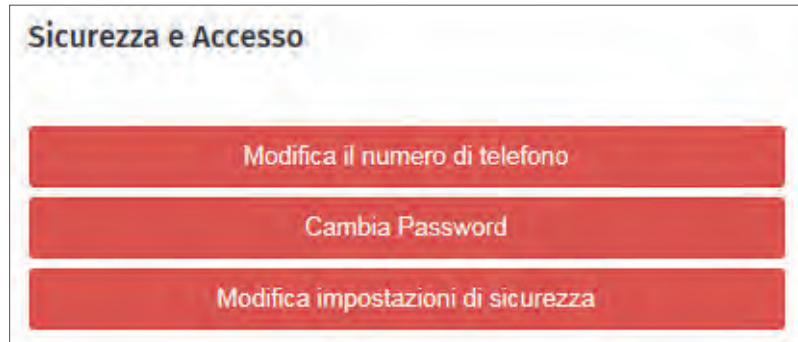 Sicurezza e Accesso
Modifica il numero di telefono
Cambia Password
Modifica impostazioni di sicurezza